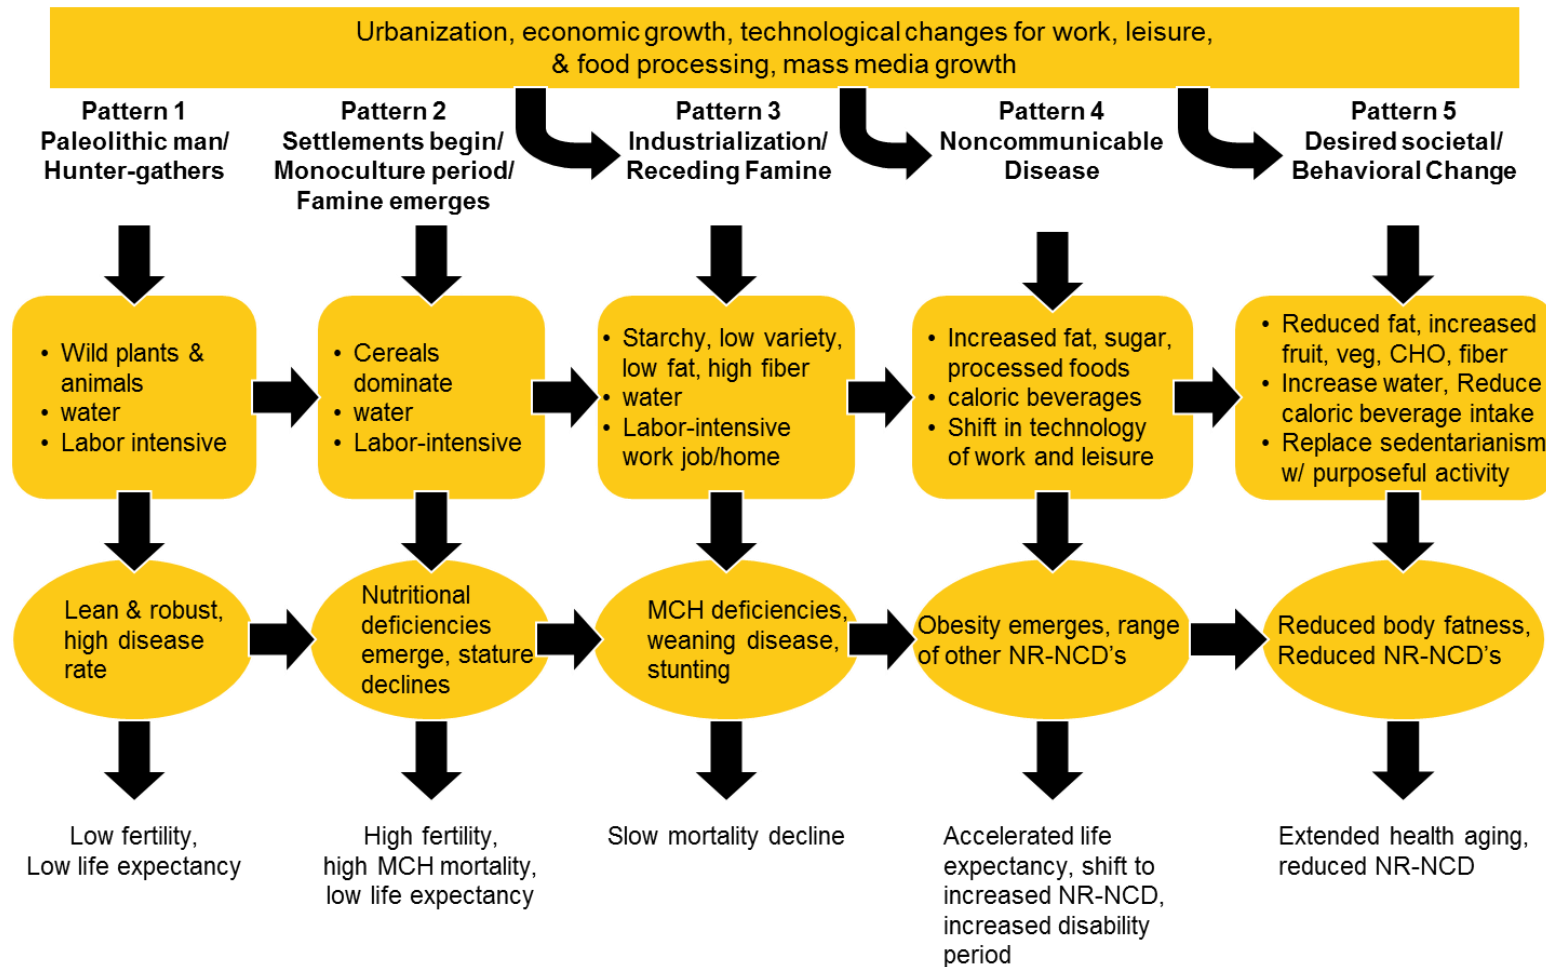 Urbanization, economic growth, technological changes for work, leisure,
& food processing, mass media growth
Pattern 1
Paleolithic man/
Hunter-gathers
Pattern 2
Settlements begin/
Monoculture period/
Famine emerges
Pattern 3
Industrialization/
Receding Famine
Pattern 4
Noncommunicable
Disease
Pattern 5
Desired societal/
Behavioral Change
• Wild plants &
animals
• water
• Labor intensive
• Cereals
dominate
• water
• Labor-intensive
• Starchy, low variety,
low fat, high fiber
• water
• Labor-intensive
work job/home
• Increased fat, sugar,
processed foods
• caloric beverages
• Shift in technology
of work and leisure
• Reduced fat, increased
fruit, veg, CHO, fiber
• Increase water, Reduce
caloric beverage intake
• Replace sedentarianism
w/ purposeful activity
Lean & robust,
high disease
rate
Nutritional
deficiencies
emerge, stature
declines
MCH deficiencies,
weaning disease,
stunting
Obesity emerges, range
of other NR-NCD's
Reduced body fatness,
Reduced NR-NCD's
Low fertility,
Low life expectancy
High fertility,
high MCH mortality,
low life expectancy
Slow mortality decline
Accelerated life
expectancy, shift to
increased NR-NCD,
increased disability
period
Extended health aging,
reduced NR-NCD